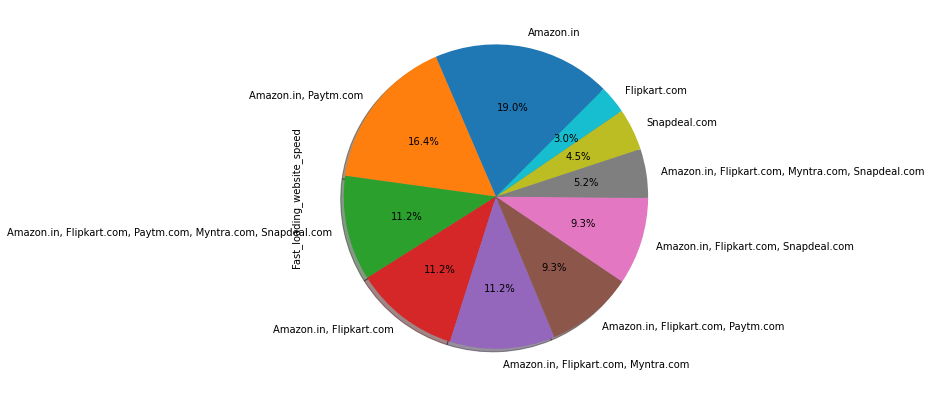 Amazon.in
Flipkart.com
Amazon.in, Paytm.com
19.0%
Snapdeal.com
3.0%
16.4%
4.5%
Amazon.in, Flipkart.com, Myntra.com, Snapdeal.com
5.2%
Fast_loading_website_speed
11.2%
9.3%
Amazon.in, Flipkart.com, Paytm.com, Myntra.com, Snapdeal.com
Amazon.in, Flipkart.com, Snapdeal.com
11.2%
9.3%
11.2%
Amazon.in, Flipkart.com
Amazon.in, Flipkart.com, Paytm.com
Amazon.in, Flipkart.com, Myntra.com